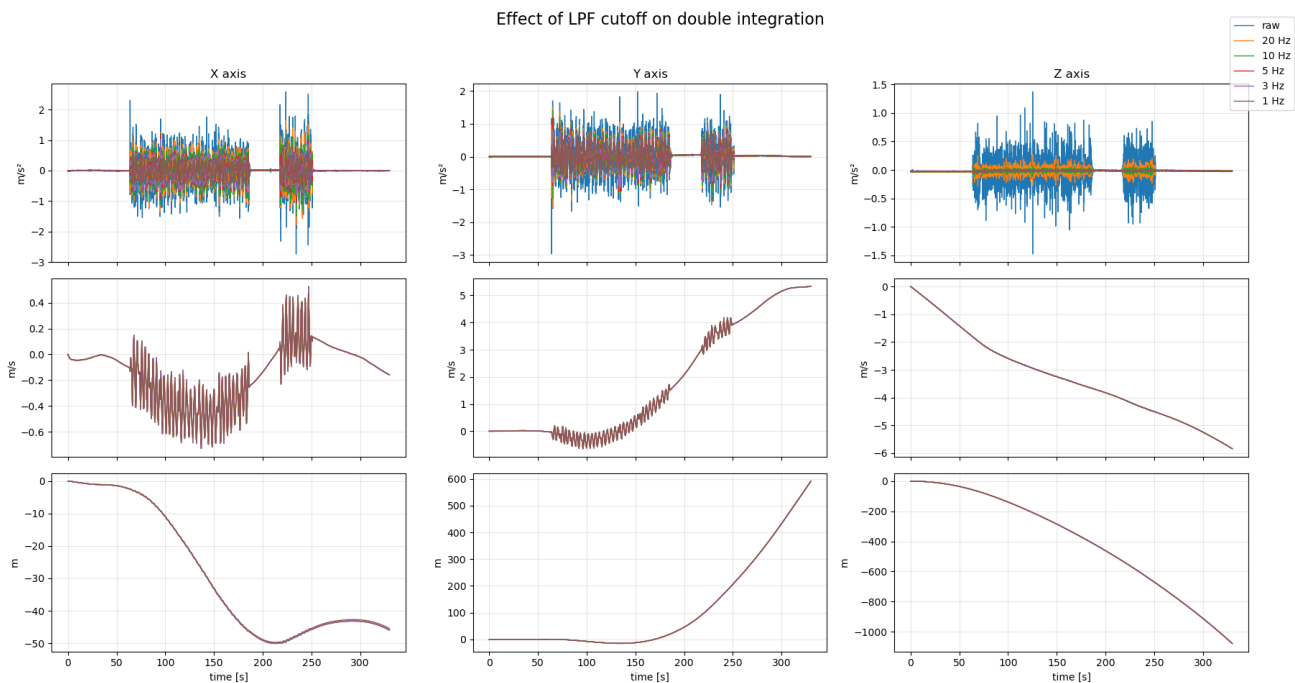 Effect of LPF cutoff on double integration
raw
20 Hz
10 Hz
5 Hz
3 Hz
1 Hz
X axis
Y axis
Z axis
m/s²
2
1
0
−1
−2
−3
m/s²
2
1
0
−1
−2
−3
m/s²
1.5
1.0
0.5
0.0
−0.5
−1.0
−1.5
m/s
0.4
0.2
0.0
−0.2
−0.4
−0.6
m/s
5
4
3
2
1
0
m/s
0
−1
−2
−3
−4
−5
−6
m
0
−10
−20
−30
−40
−50
0 50 100 150 200 250 300
time [s]
m
600
500
400
300
200
100
0
0 50 100 150 200 250 300
time [s]
m
0
−200
−400
−600
−800
−1000
0 50 100 150 200 250 300
time [s]